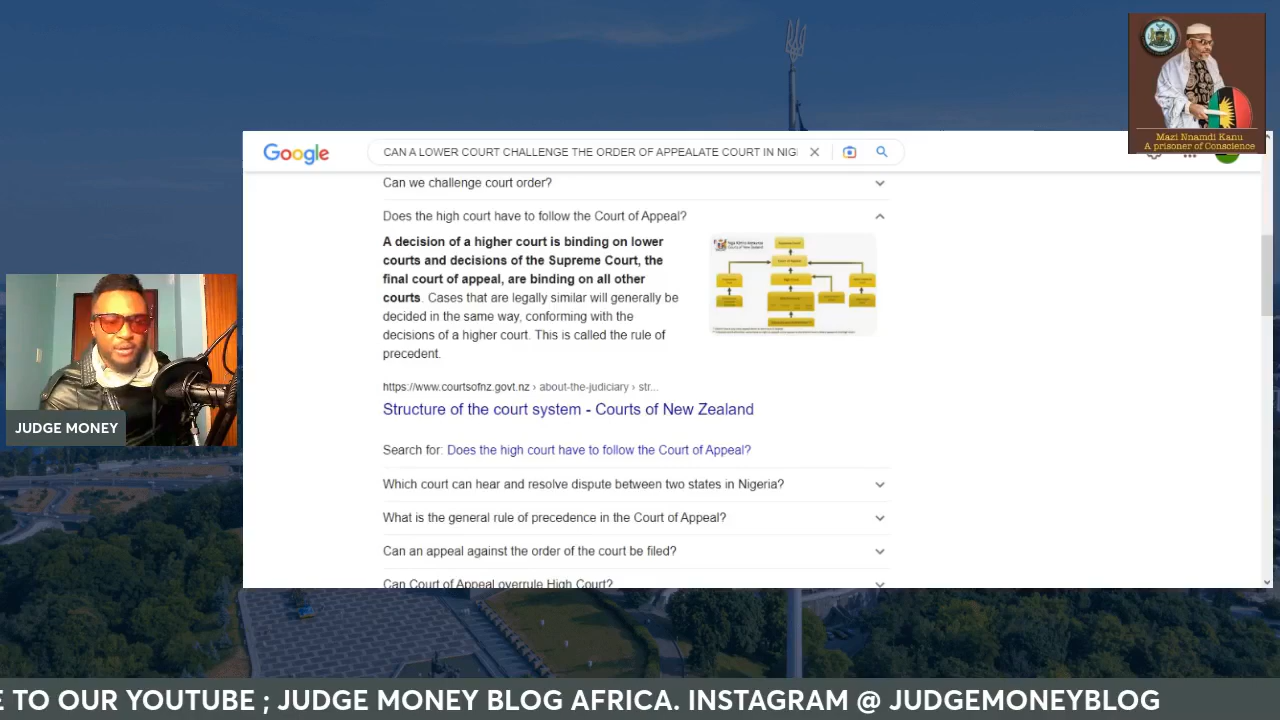 Mazi Nnamdi Kanu
A prisoner of Conscience
Google
CAN A LOWER COURT CHALLENGE THE ORDER OF APPEALATE COURT IN NIG
Can we challenge court order?
Does the high court have to follow the Court of Appeal?
A decision of a higher court is binding on lower
courts and decisions of the Supreme Court, the
final court of appeal, are binding on all other
courts. Cases that are legally similar will generally be
decided in the same way, conforming with the
decisions of a higher court. This is called the rule of
precedent.
https://www.courtsofnz.govt.nz › about-the-judiciary › str...
Structure of the court system - Courts of New Zealand
Search for: Does the high court have to follow the Court of Appeal?
Which court can hear and resolve dispute between two states in Nigeria?
What is the general rule of precedence in the Court of Appeal?
Can an appeal against the order of the court be filed?
Can Court of Appeal overrule High Court?
JUDGE MONEY
E TO OUR YOUTUBE ; JUDGE MONEY BLOG AFRICA. INSTAGRAM @ JUDGEMONEYBLOG